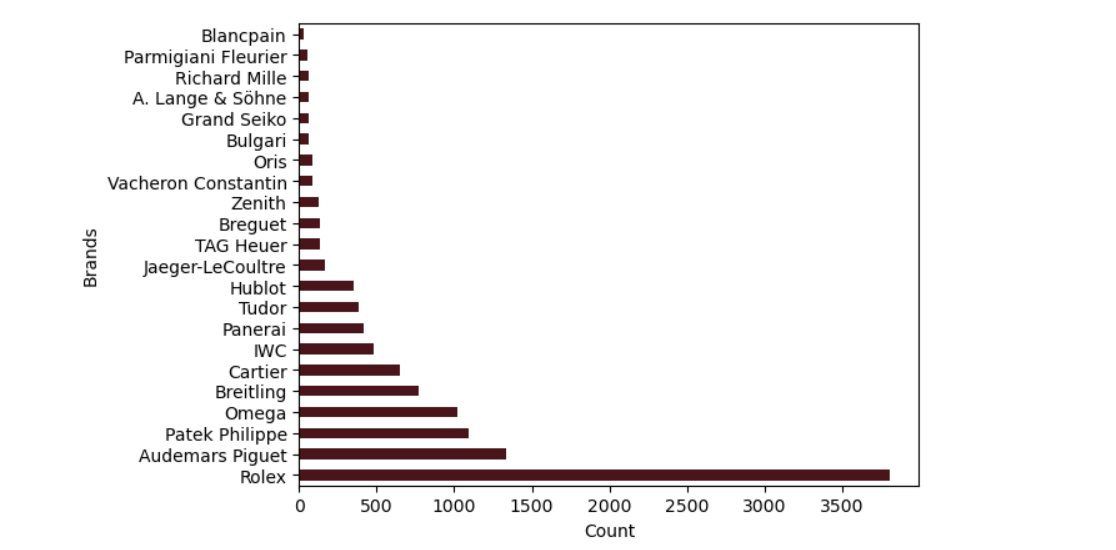 Blancpain
Parmigiani Fleurier
Richard Mille
A. Lange & Söhne
Grand Seiko
Bulgari
Oris
Vacheron Constantin
Zenith
Breguet
TAG Heuer
Jaeger-LeCoultre
Hublot
Tudor
Panerai
IWC
Cartier
Breitling
Omega
Patek Philippe
Audemars Piguet
Rolex
Brands
0 500 1000 1500 2000 2500 3000 3500
Count